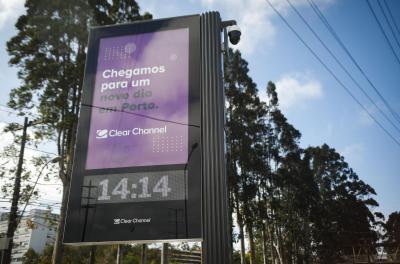 Chegamos
para um
novo dia
em Porto.
Clear Channel
14:14
Clear Channel